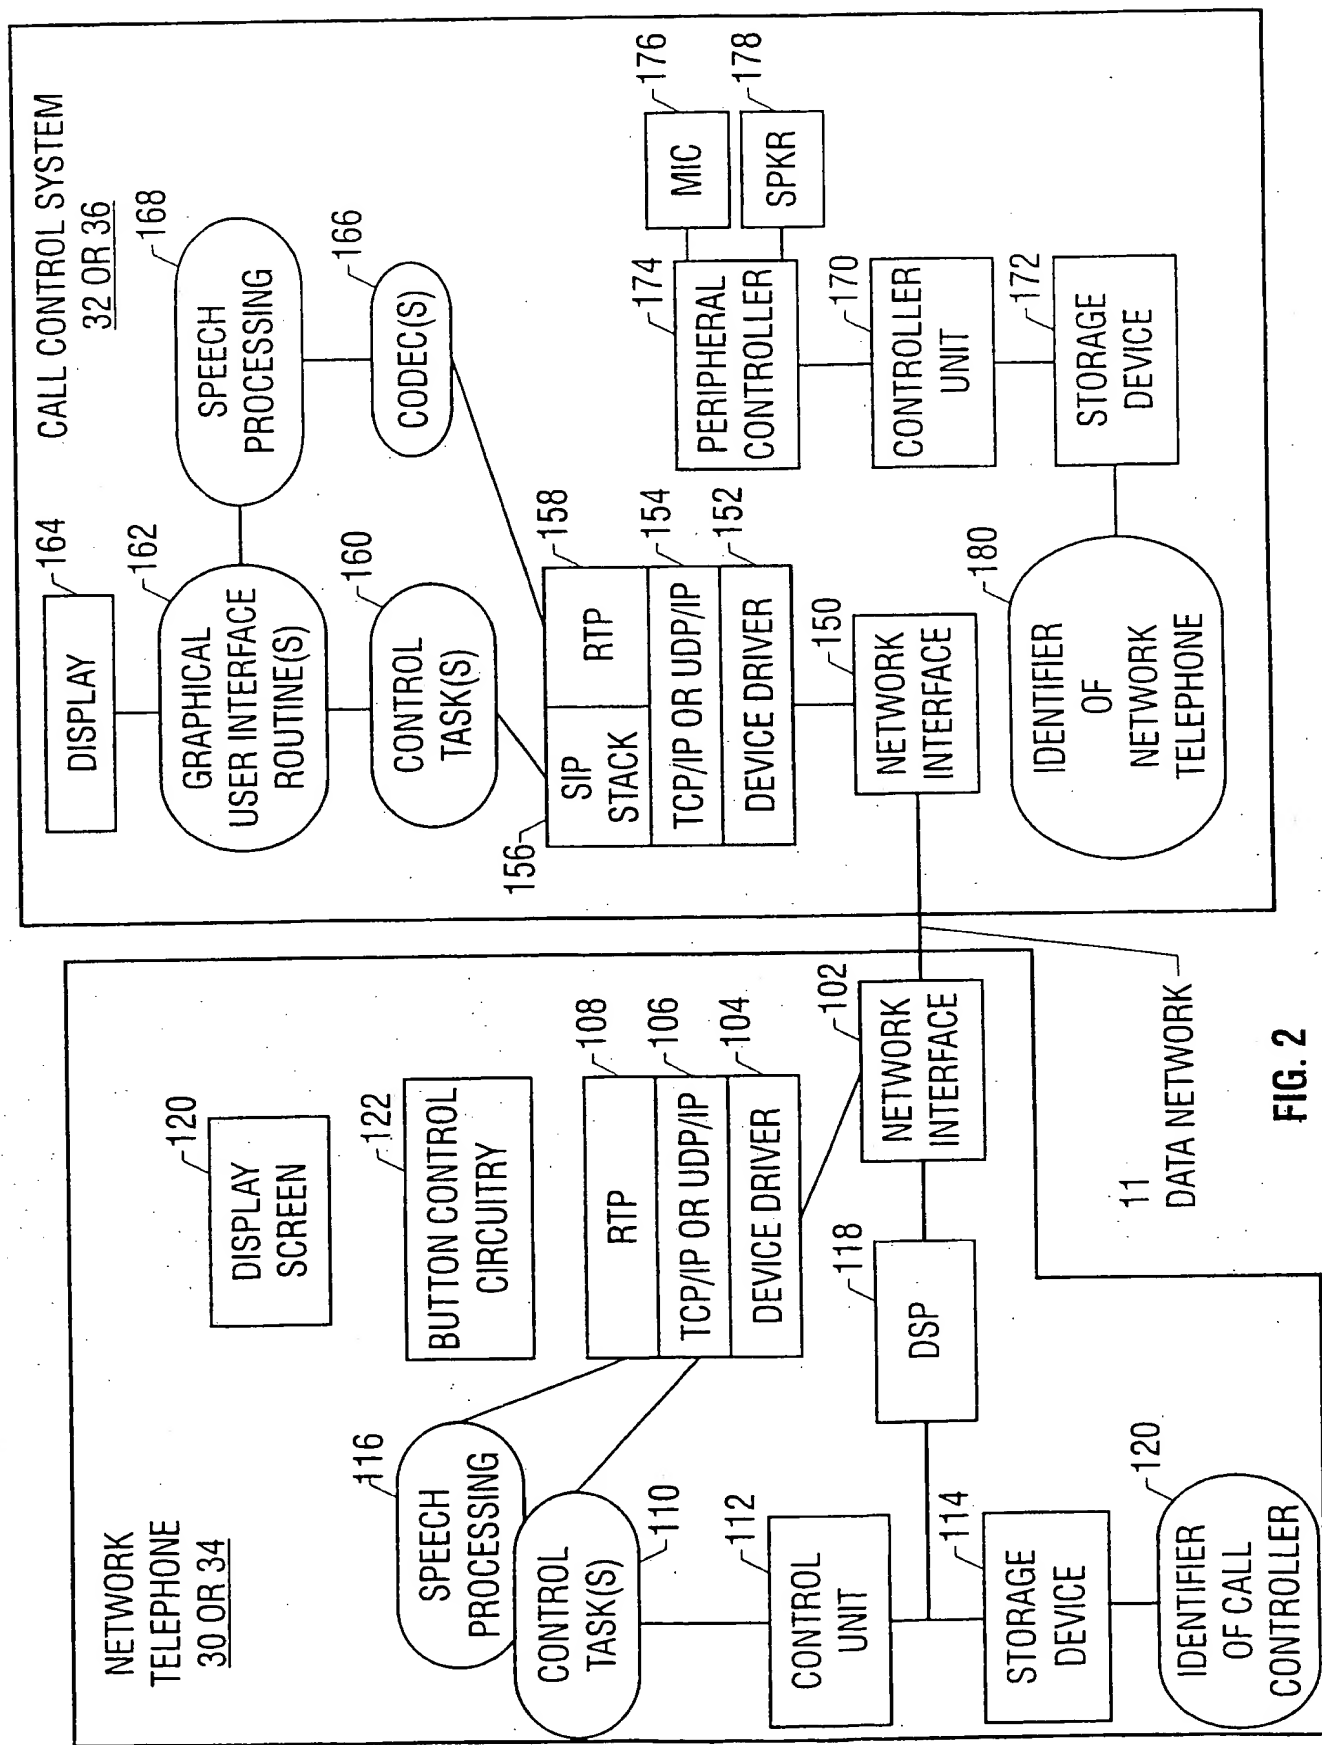 NETWORK
TELEPHONE
30 OR 34
120
DISPLAY
SCREEN
122
BUTTON CONTROL
CIRCUITRY
116
SPEECH
PROCESSING
CONTROL
TASK(S)
110
108
RTP
106
TCP/IP OR UDP/IP
104
DEVICE DRIVER
112
CONTROL
UNIT
118
DSP
102
NETWORK
INTERFACE
114
STORAGE
DEVICE
120
IDENTIFIER
OF CALL
CONTROLLER
11
DATA NETWORK
CALL CONTROL SYSTEM
32 OR 36
164
DISPLAY
162
GRAPHICAL
USER INTERFACE
ROUTINE(S)
168
SPEECH
PROCESSING
160
CONTROL
TASK(S)
166
CODEC(S)
156
SIP
STACK
158
RTP
154
TCP/IP OR UDP/IP
152
DEVICE DRIVER
150
NETWORK
INTERFACE
176
MIC
178
SPKR
174
PERIPHERAL
CONTROLLER
170
CONTROLLER
UNIT
172
STORAGE
DEVICE
180
IDENTIFIER
OF
NETWORK
TELEPHONE
FIG. 2